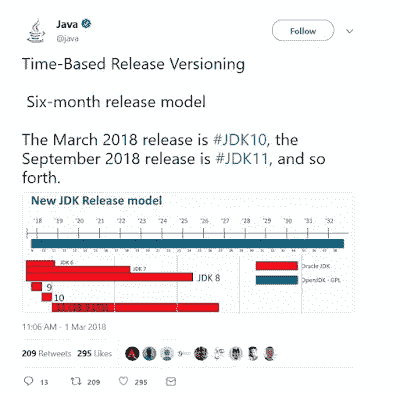 Java
@java
Follow
Time-Based Release Versioning
Six-month release model
The March 2018 release is #JDK10, the
September 2018 release is #JDK11, and so
forth.
New JDK Release model
'18 '19 '20 '21 '22 '23 '24 '25 '26 '27 '28 '29 '30 '31 '32
JDK 6
JDK 7
JDK 8
9
10
Oracle JDK
OpenJDK - GPL
11:06 AM - 1 Mar 2018
209 Retweets 295 Likes
13 209 295